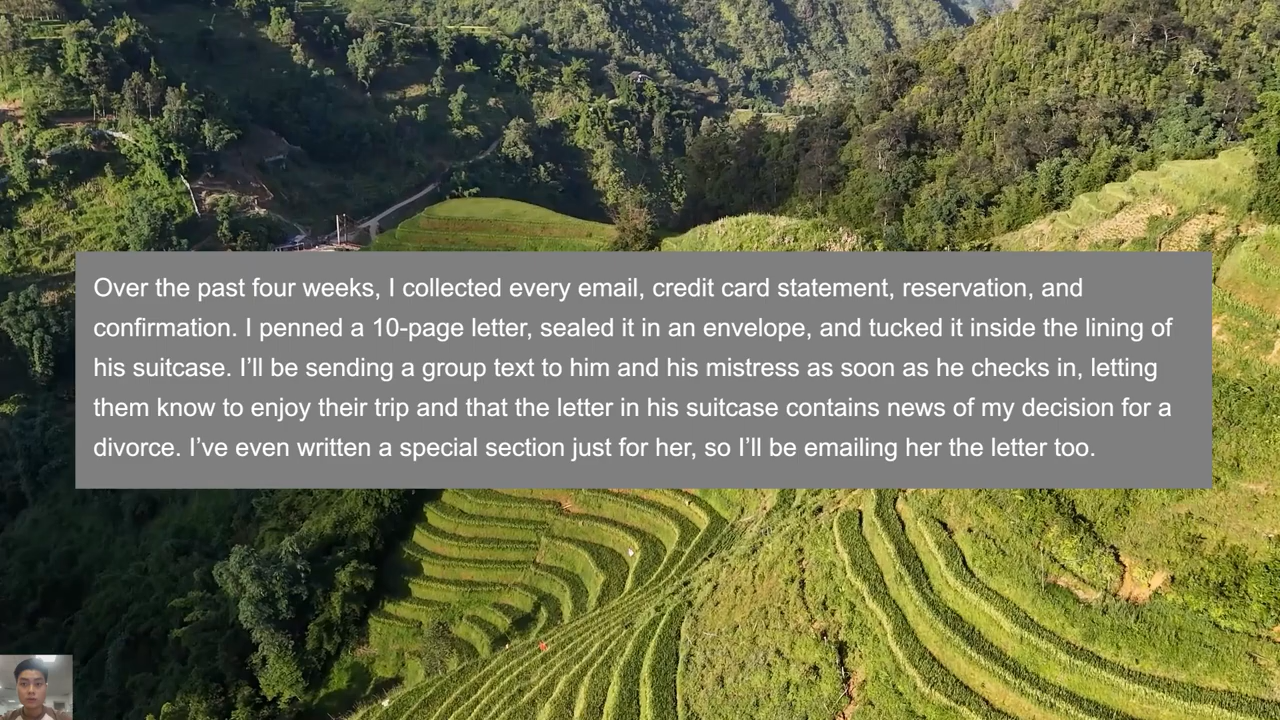 Over the past four weeks, I collected every email, credit card statement, reservation, and
confirmation. I penned a 10-page letter, sealed it in an envelope, and tucked it inside the lining of
his suitcase. I’ll be sending a group text to him and his mistress as soon as he checks in, letting
them know to enjoy their trip and that the letter in his suitcase contains news of my decision for a
divorce. I’ve even written a special section just for her, so I’ll be emailing her the letter too.